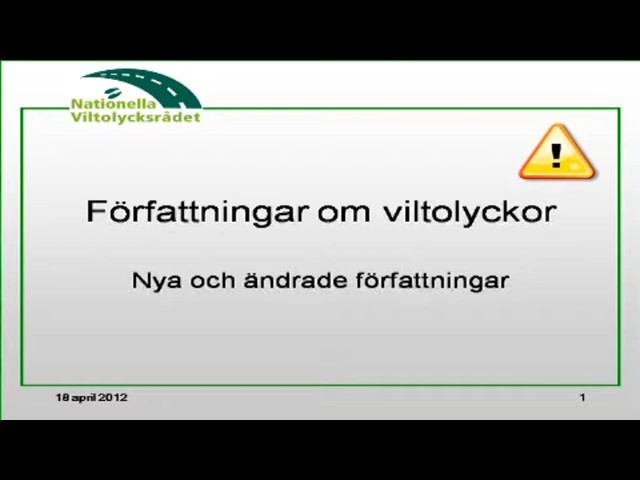 Nationella
Viltolycksrådet
!
Författningar om viltolyckor
Nya och ändrade författningar
18 april 2012
1